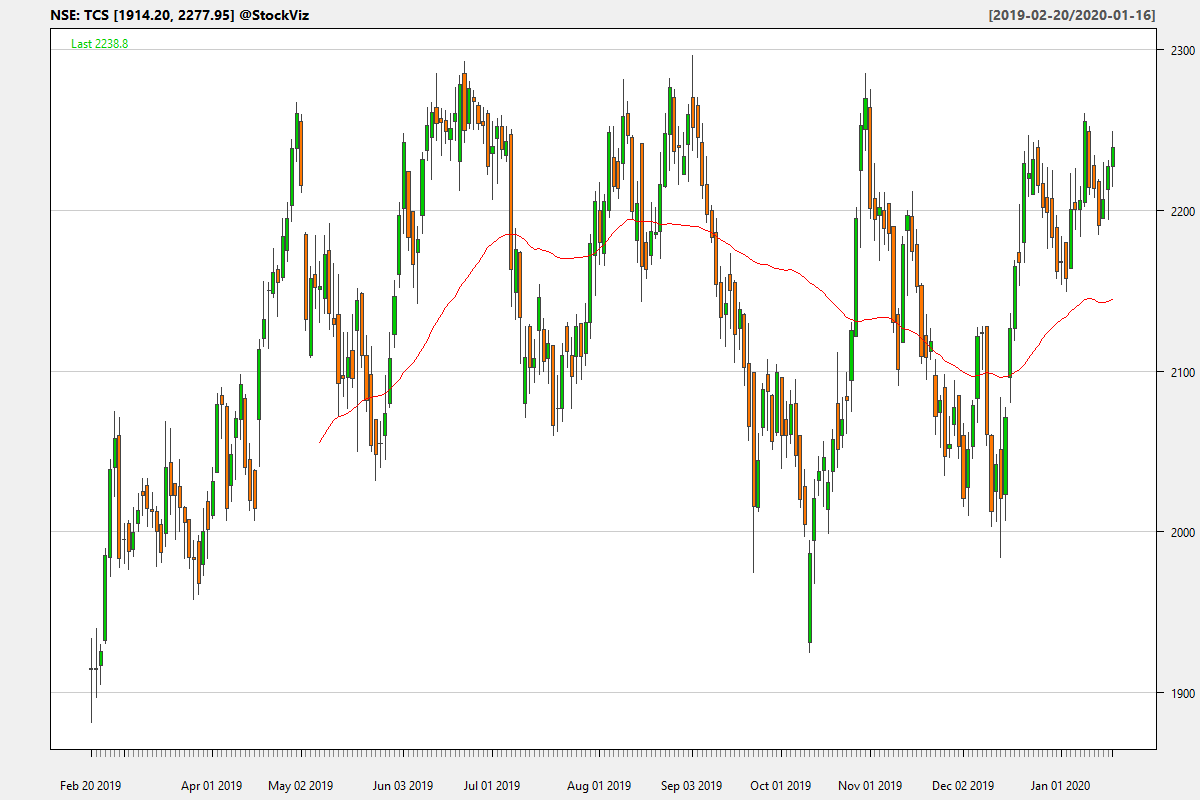 NSE: TCS [1914.20, 2277.95] @StockViz [2019-02-20/2020-01-16]
Last 2238.8
2300
2200
2100
2000
1900
Feb 20 2019 Apr 01 2019 May 02 2019 Jun 03 2019 Jul 01 2019 Aug 01 2019 Sep 03 2019 Oct 01 2019 Nov 01 2019 Dec 02 2019 Jan 01 2020